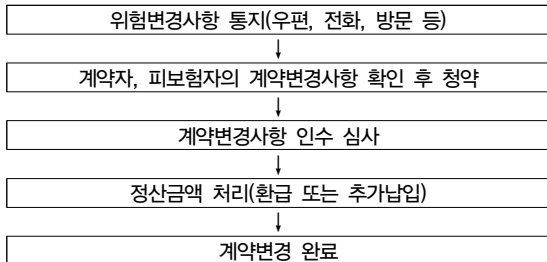 위험변경사항 통지(우편, 전화, 방문 등)
계약자, 피보험자의 계약변경사항 확인 후 청약
계약변경사항 인수 심사
정산금액 처리(환급 또는 추가납입)
계약변경 완료